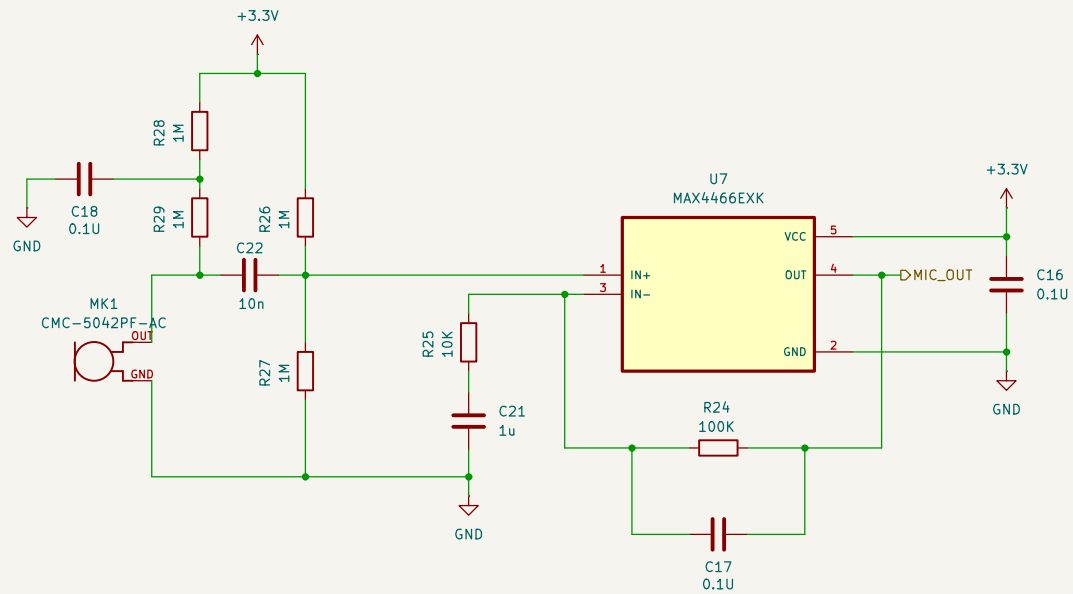 +3.3V
R28
1M
C18
0.1U
GND
R29
1M
R26
1M
C22
10n
MK1
CMC-5042PF-AC
OUT
GND
R27
1M
R25
10K
C21
1u
GND
U7
MAX4466EXK
1
IN+
3
IN-
VCC
5
OUT
4
GND
2
MIC_OUT
+3.3V
C16
0.1U
GND
R24
100K
C17
0.1U